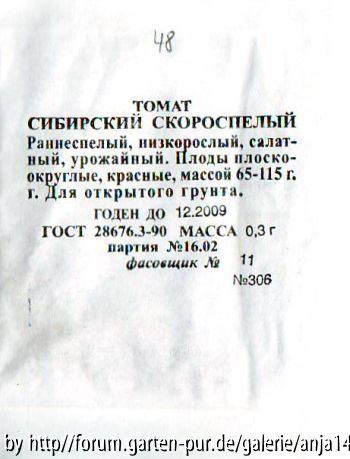 48
ТОМАТ
СИБИРСКИЙ СКОРОСПЕЛЫЙ
Раннеспелый, низкорослый, салат-
ный, урожайный. Плоды плоско-
округлые, красные, массой 65-115 г.
г. Для открытого грунта.
ГОДЕН ДО 12.2009
ГОСТ 28676.3-90 МАССА 0,3 г
партия №16.02
фасовщик № 11
№306
by http://forum.garten-pur.de/galerie/anja14